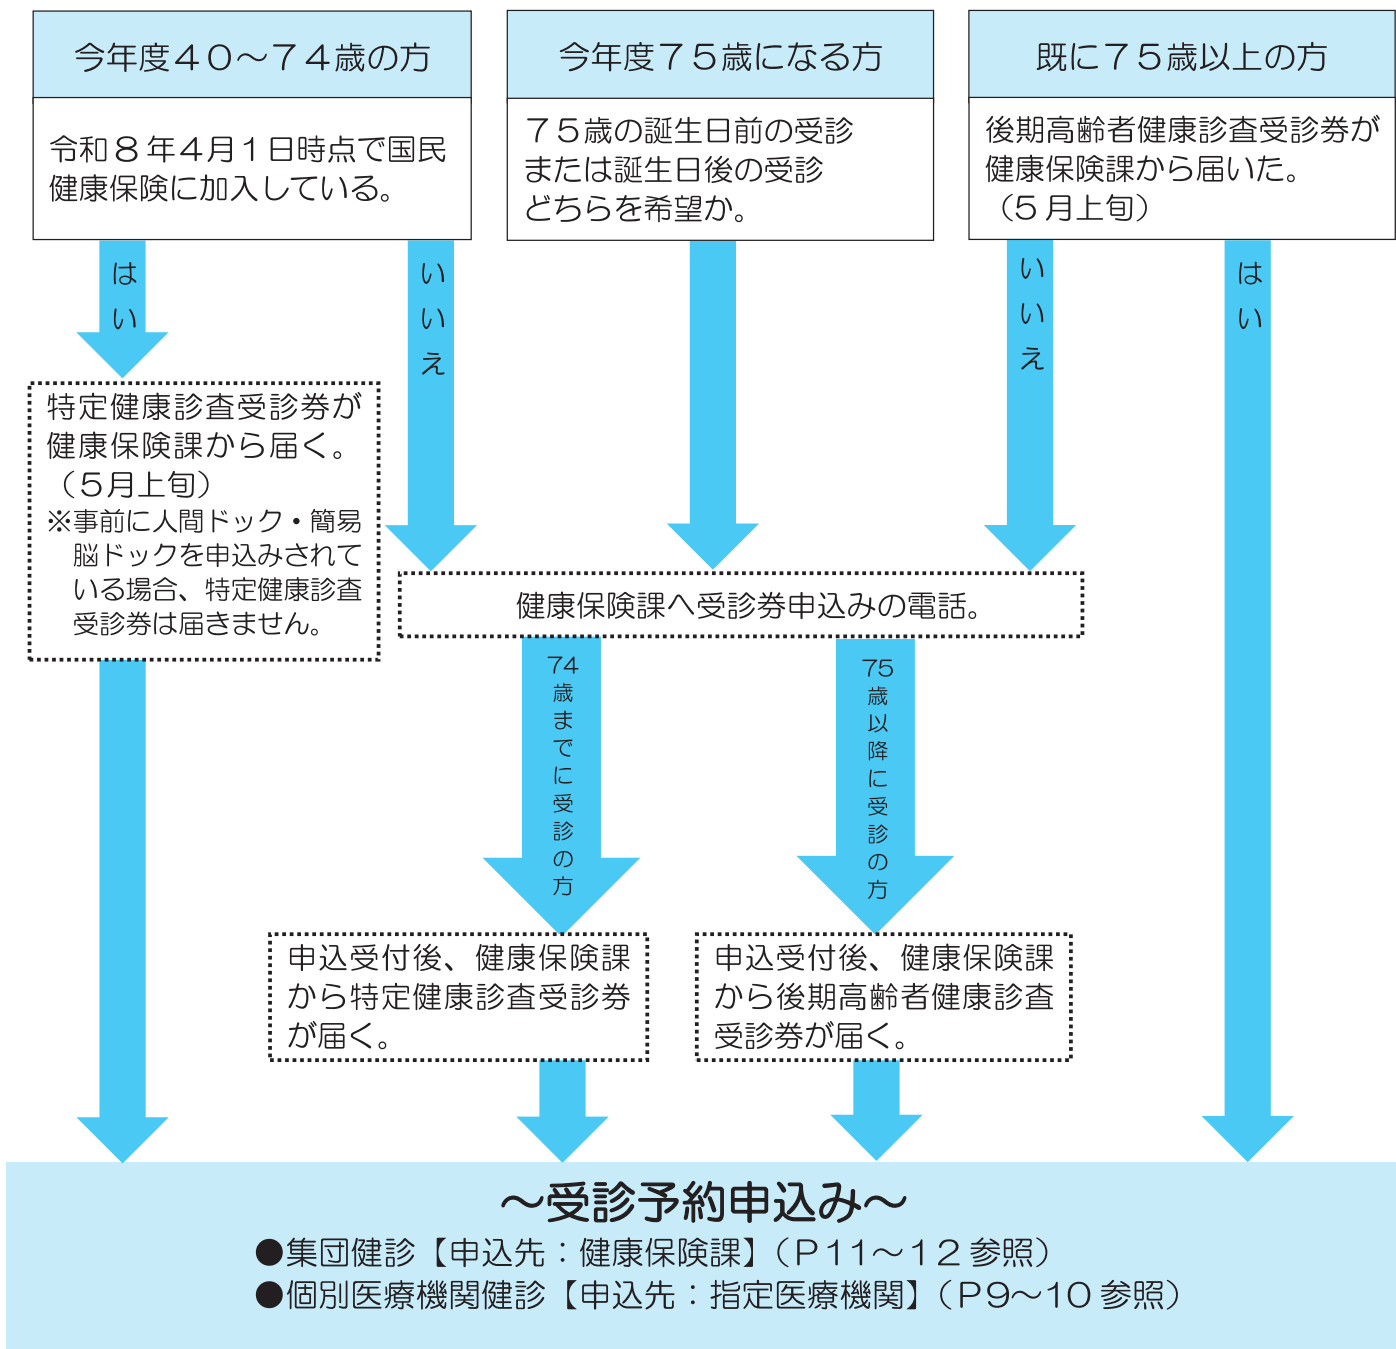 今年度４０～７４歳の方
令和８年４月１日時点で国民
健康保険に加入している。
今年度７５歳になる方
７５歳の誕生日前の受診
または誕生日後の受診
どちらを希望か。
既に７５歳以上の方
後期高齢者健康診査受診券が
健康保険課から届いた。
（５月上旬）
はい
いいえ
いいえ
はい
特定健康診査受診券が
健康保険課から届く。
（５月上旬）
※事前に人間ドック・簡易
脳ドックを申込みされて
いる場合、特定健康診査
受診券は届きません。
健康保険課へ受診券申込みの電話。
74歳までに受診の方
75歳以降に受診の方
申込受付後、健康保険課
から特定健康診査受診券
が届く。
申込受付後、健康保険課
から後期高齢者健康診査
受診券が届く。
～受診予約申込み～
●集団健診【申込先：健康保険課】（Ｐ11～１２参照）
●個別医療機関健診【申込先：指定医療機関】（Ｐ9～10 参照）